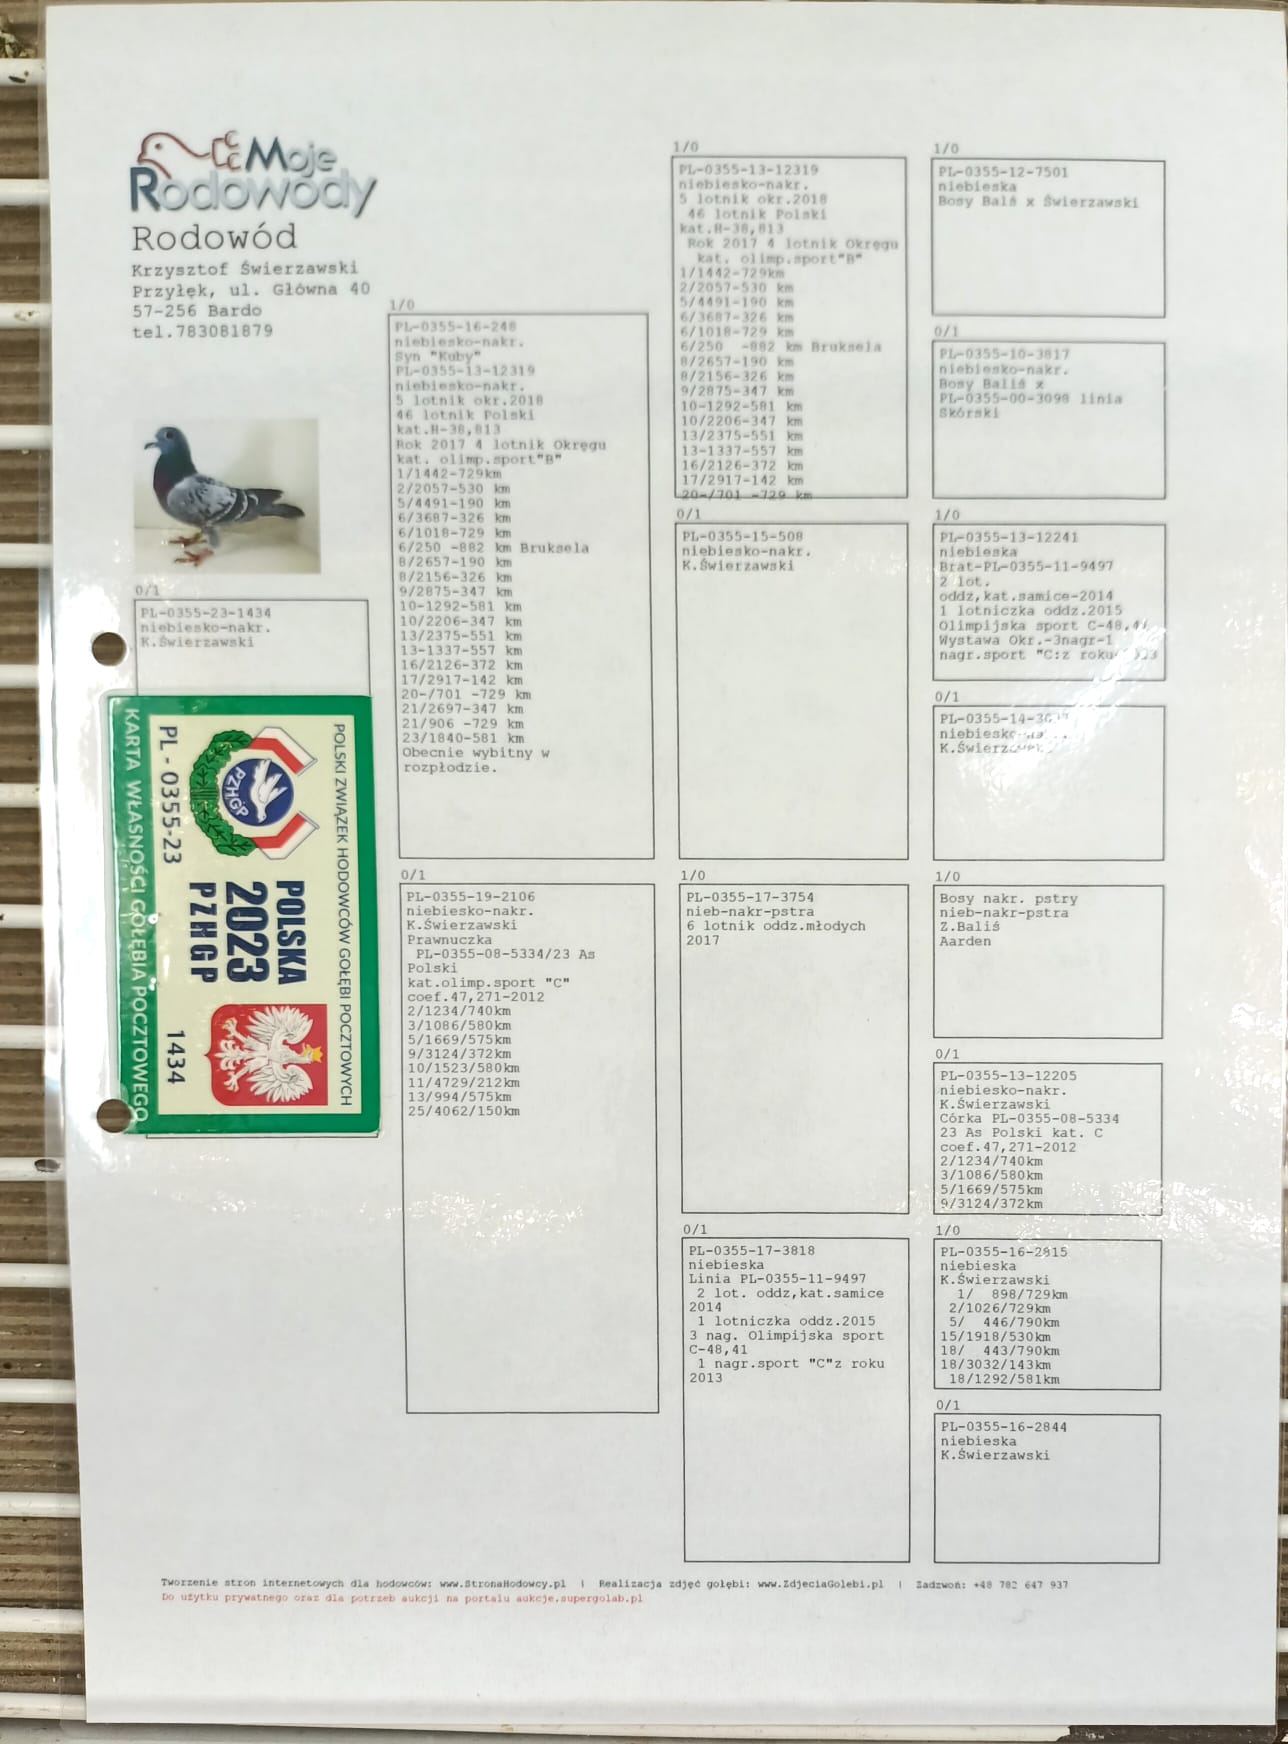 Moje
Rodowody
Rodowód
Krzysztof Świerzawski
Przyłęk, ul. Główna 40
57-256 Bardo
tel.783081879
0/1
PL-0355-23-1434
niebiesko-nakr.
K.Świerzawski
POLSKI ZWIĄZEK HODOWCÓW GOŁĘBI POCZTOWYCH
PZHGP
POLSKA
2023
PZHGP
PL - 0355-23
1434
KARTA WŁASNOŚCI GOŁĘBIA POCZTOWEGO
1/0
PL-0355-16-248
niebiesko-nakr.
Syn "Kuby"
PL-0355-13-12319
niebiesko-nakr.
5 lotnik okr.2018
46 lotnik Polski
kat.H-38,813
Rok 2017 4 lotnik Okręgu
kat. olimp.sport"B"
1/1442-729km
2/2057-530 km
5/4491-190 km
6/3687-326 km
6/1018-729 km
6/250 -882 km Bruksela
8/2657-190 km
8/2156-326 km
9/2875-347 km
10-1292-581 km
10/2206-347 km
13/2375-551 km
13-1337-557 km
16/2126-372 km
17/2917-142 km
20-/701 -729 km
21/2697-347 km
21/906 -729 km
23/1840-581 km
Obecnie wybitny w
rozpłodzie.
0/1
PL-0355-19-2106
niebiesko-nakr.
K.Świerzawski
Prawnuczka
PL-0355-08-5334/23 As
Polski
kat.olimp.sport "C"
coef.47,271-2012
2/1234/740km
3/1086/580km
5/1669/575km
9/3124/372km
10/1523/580km
11/4729/212km
13/994/575km
25/4062/150km
1/0
PL-0355-13-12319
niebiesko-nakr.
5 lotnik okr.2018
46 lotnik Polski
kat.H-38,813
Rok 2017 4 lotnik Okręgu
kat. olimp.sport"B"
1/1442-729km
2/2057-530 km
5/4491-190 km
6/3687-326 km
6/1018-729 km
6/250 -882 km Bruksela
8/2657-190 km
8/2156-326 km
9/2875-347 km
10-1292-581 km
10/2206-347 km
13/2375-551 km
13-1337-557 km
16/2126-372 km
17/2917-142 km
20-/701 -729 km
0/1
PL-0355-15-508
niebiesko-nakr.
K.Świerzawski
1/0
PL-0355-17-3754
nieb-nakr-pstra
6 lotnik oddz.młodych
2017
0/1
PL-0355-17-3818
niebieska
Linia PL-0355-11-9497
2 lot. oddz,kat.samice
2014
1 lotniczka oddz.2015
3 nag. Olimpijska sport
C-48,41
1 nagr.sport "C"z roku
2013
1/0
PL-0355-12-7501
niebieska
Bosy Balś x Świerzawski
0/1
PL-0355-10-3817
niebiesko-nakr.
Bosy Baliś x
PL-0355-00-3098 linia
Skórski
1/0
PL-0355-13-12241
niebieska
Brat-PL-0355-11-9497
2 lot.
oddz,kat.samice-2014
1 lotniczka oddz.2015
Olimpijska sport
Wystawa Okr.-3nagr-1
nagr.sport "C:z roku
0/1
K.Świerzawski
1/0
Bosy nakr. pstry
nieb-nakr-pstra
Z.Baliś
Aarden
0/1
PL-0355-13-12205
niebiesko-nakr.
K.Świerzawski
Córka PL-0355-08-5334
23 As Polski kat. C
coef.47,271-2012
2/1234/740km
3/1086/580km
5/1669/575km
9/3124/372km
1/0
PL-0355-16-2815
niebieska
K.Świerzawski
1/ 898/729km
2/1026/729km
5/ 446/790km
15/1918/530km
18/ 443/790km
18/3032/143km
18/1292/581km
0/1
PL-0355-16-2844
niebieska
K.Świerzawski
Tworzenie stron internetowych dla hodowców: www.StronaHodowcy.pl | Realizacja zdjęć gołębi: www.ZdjeciaGolebi.pl | Zadzwoń: +48 782 647 937
Do użytku prywatnego oraz dla potrzeb aukcji na portalu aukcje.supergolab.pl